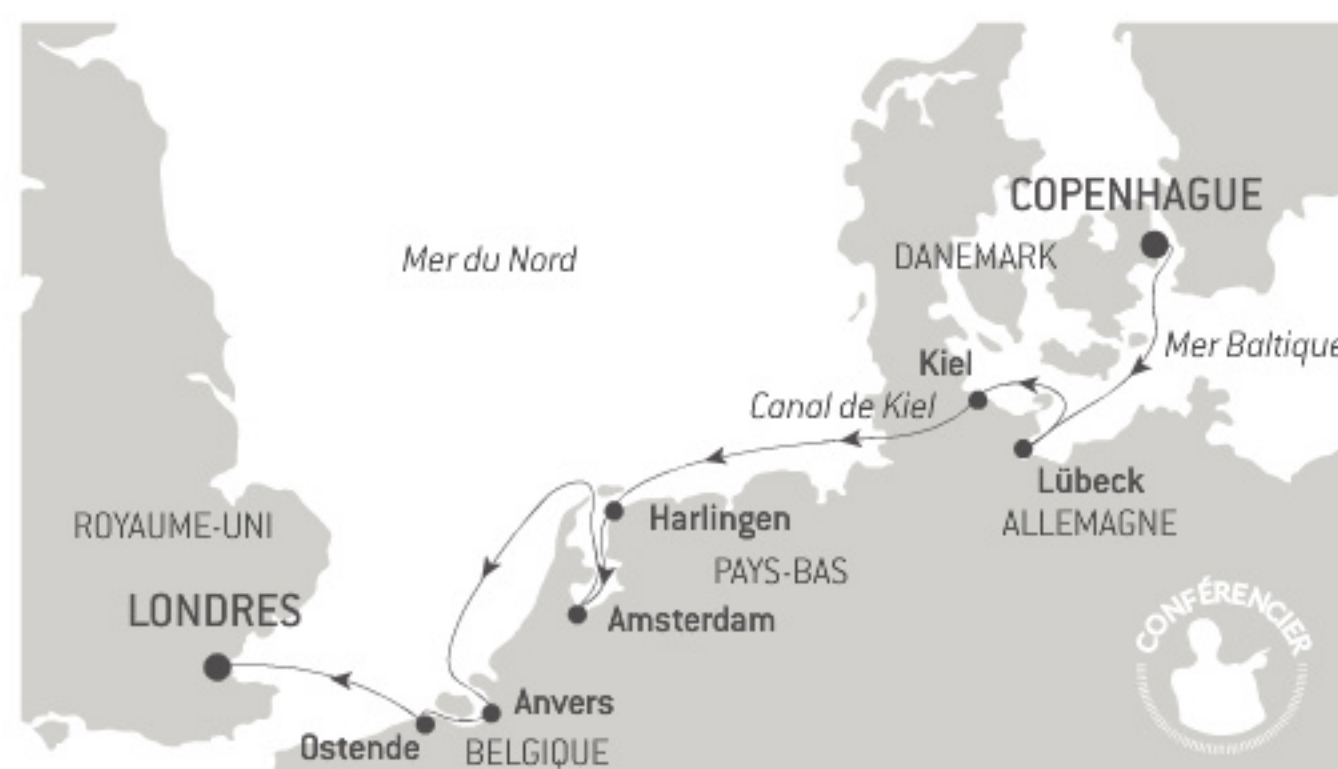 COPENHAGUE
Mer du Nord
DANEMARK
Mer Baltique
Kiel
Canal de Kiel
Lübeck
ALLEMAGNE
Harlingen
ROYAUME-UNI
PAYS-BAS
LONDRES
Amsterdam
CONFÉRENCIER
Anvers
Ostende
BELGIQUE